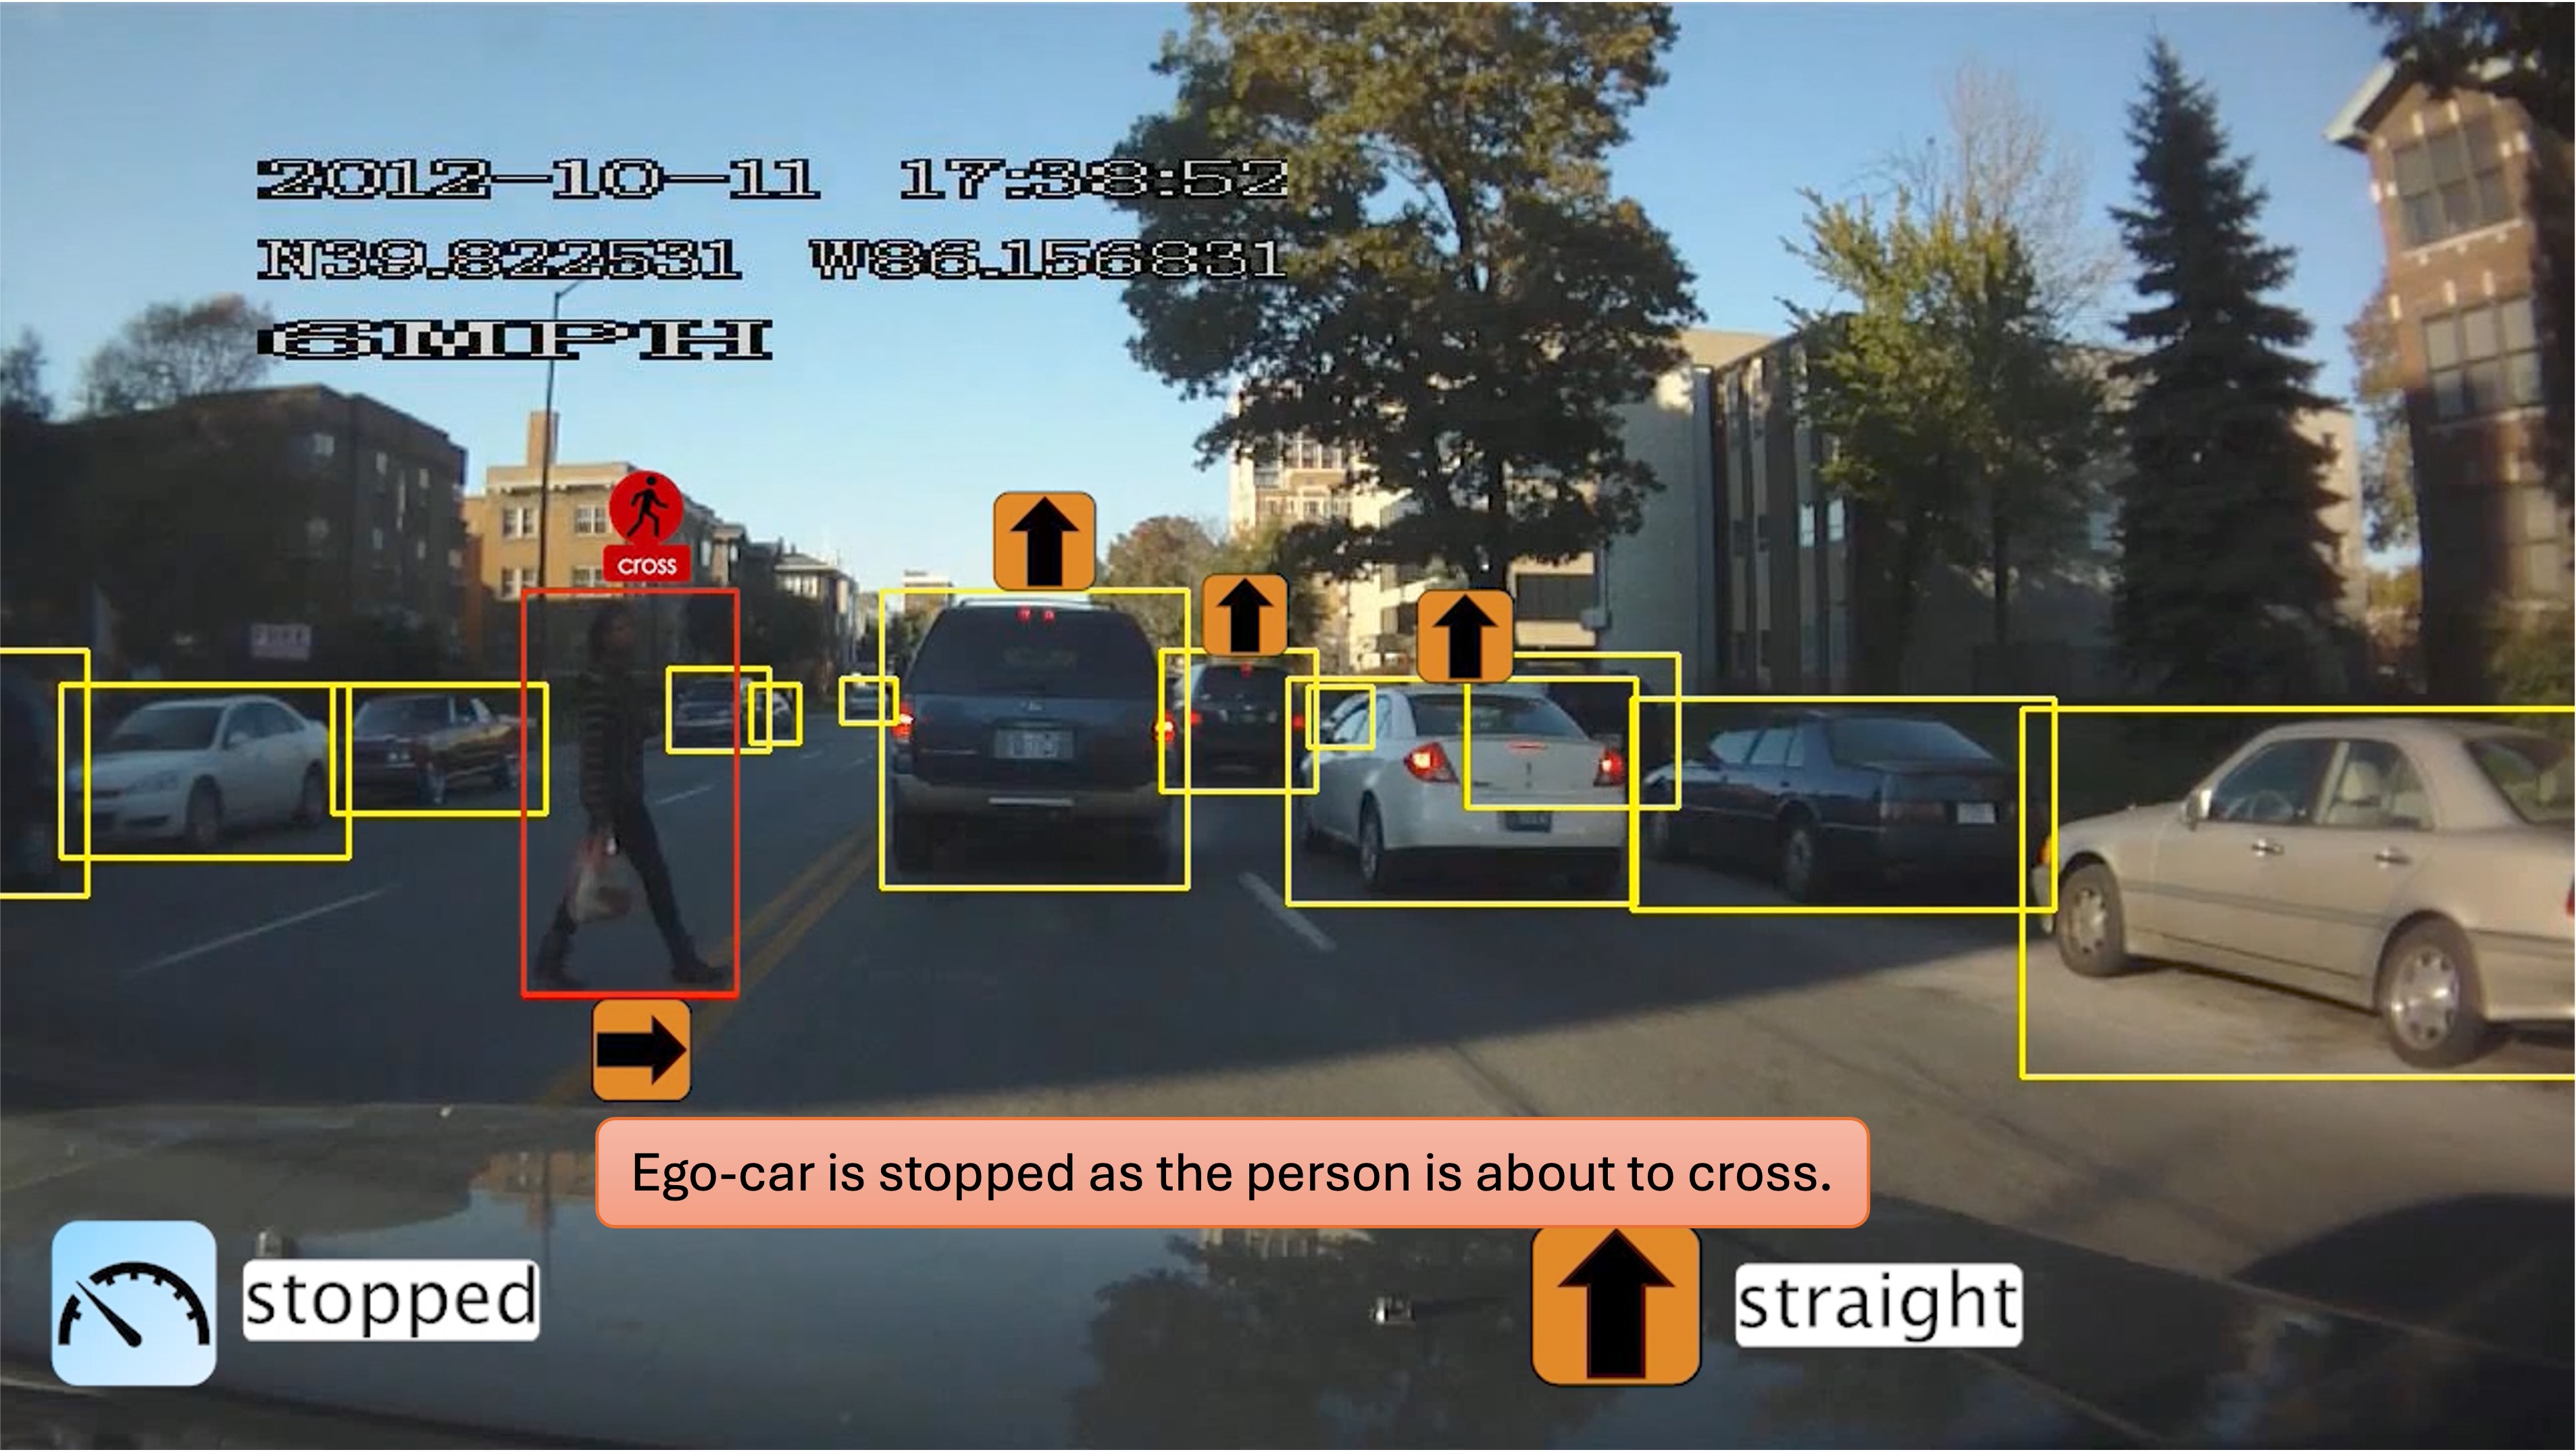 2012-10-11 17:38:52
N39.822531 W86.156831
6MPH
cross
FREE
Ego-car is stopped as the person is about to cross.
stopped
straight